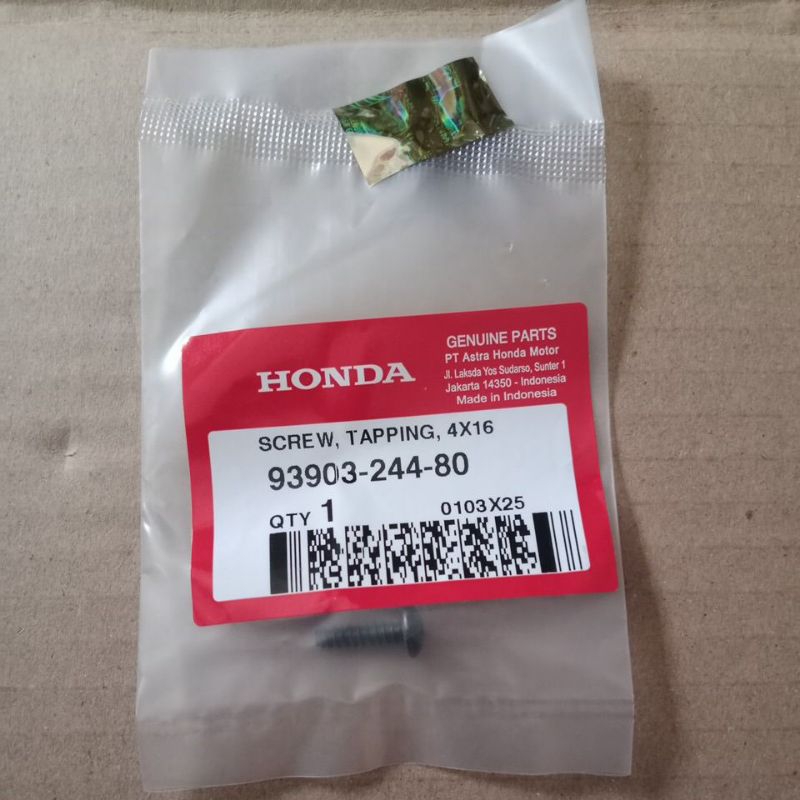 HONDA
GENUINE PARTS
PT Astra Honda Motor
Jl. Laksda Yos Sudarso, Sunter 1
Jakarta 14350 - Indonesia
Made in Indonesia
SCREW, TAPPING, 4X16
93903-244-80
QTY 1
0103X25